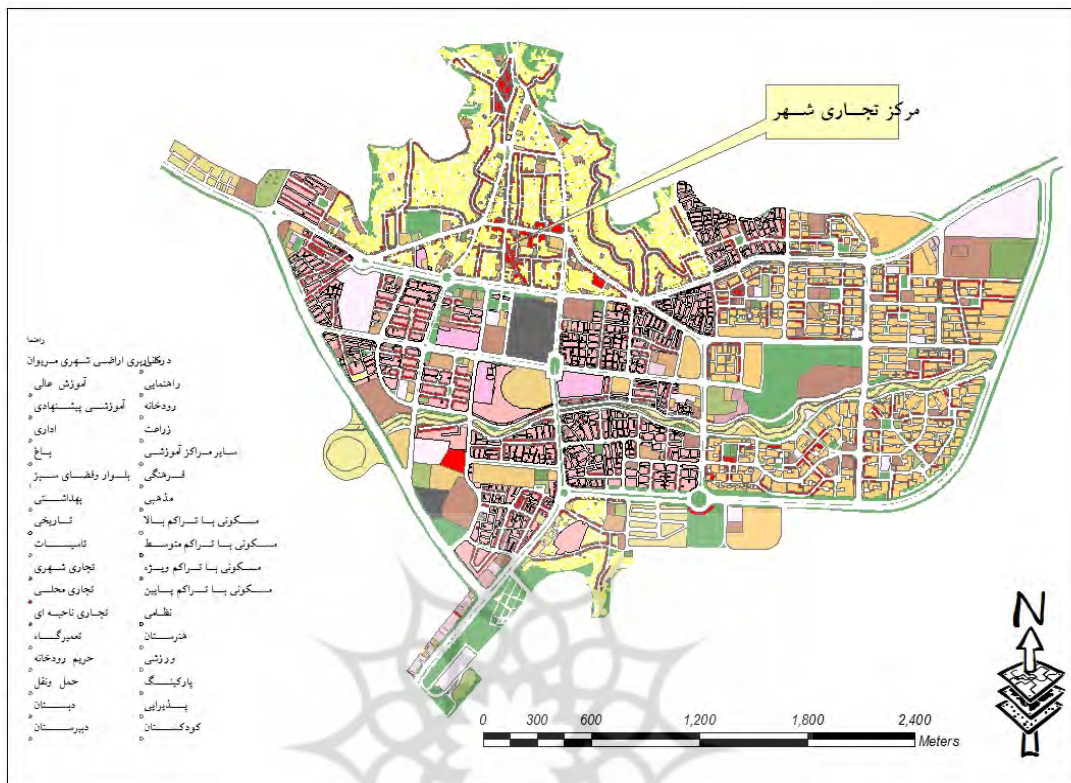 مرکز تجاری شهر
راهنما
کاربری اراضی شهری مریوان
راهنمایی آموزش عالی
رودخانه آموزشی پیشنهادی
زراعت اداری
سایر مراکز آموزشی باغ
فرهنگی بلوار وفضای سبز
مذهبی بهداشتی
مسکونی با تراکم بالا تاریخی
مسکونی با تراکم متوسط تاسیسات
مسکونی با تراکم ویژه تجاری شهری
مسکونی با تراکم پایین تجاری محلی
نظامی تجاری ناحیه ای
هنرستان تعمیرگاه
ورزشی حریم رودخانه
پارکینگ حمل ونقل
پذیرایی دبستان
کودکستان دبیرستان
N
0 300 600 1,200 1,800 2,400
Meters